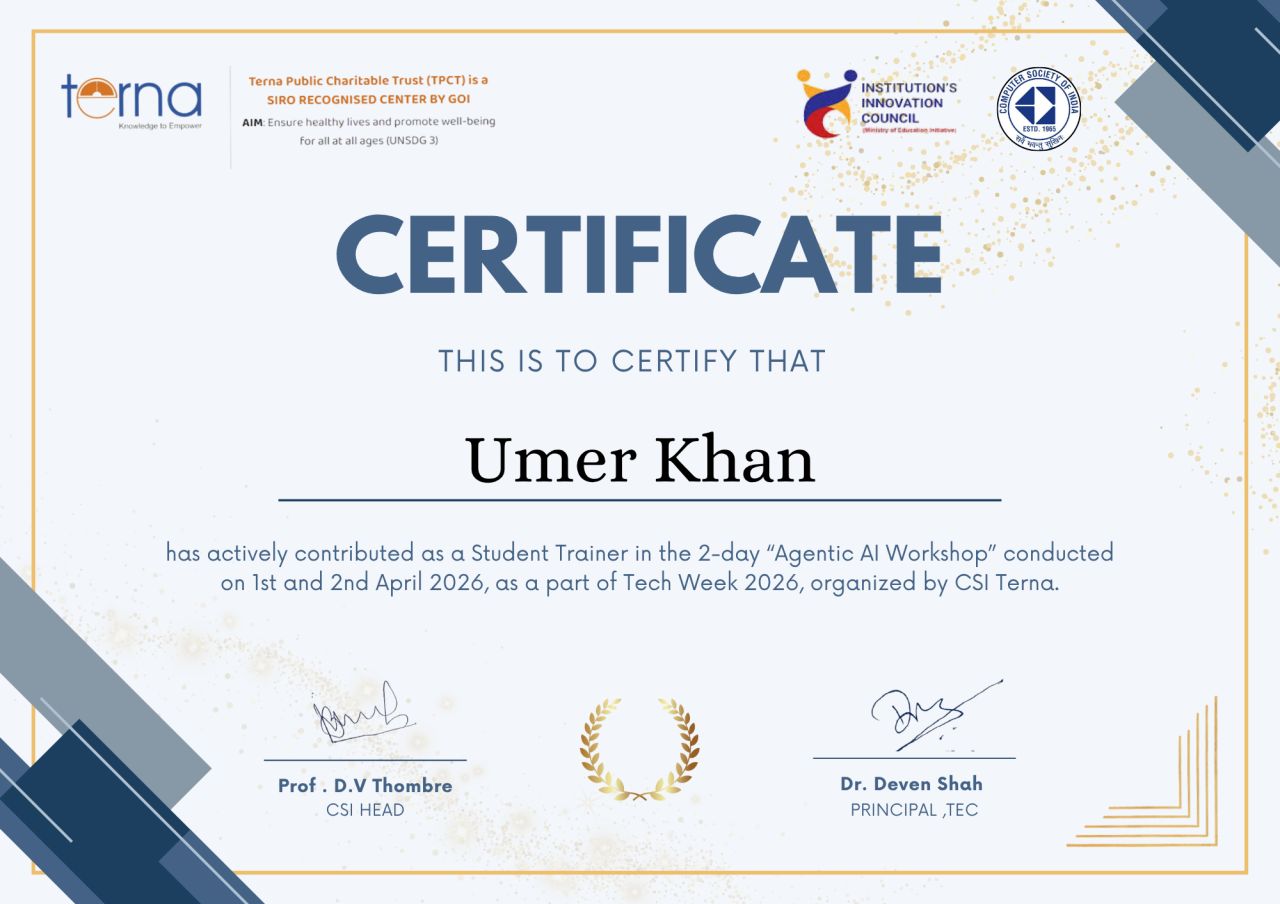 terna
Knowledge to Empower
Terna Public Charitable Trust (TPCT) is a
SIRO RECOGNISED CENTER BY GOI
AIM: Ensure healthy lives and promote well-being
for all at all ages (UNSDG 3)
INSTITUTION'S
INNOVATION
COUNCIL
(Ministry of Education Initiative)
COMPUTER SOCIETY OF INDIA
ESTD. 1965
सर्वे भवन्तु सुखिनः
CERTIFICATE
THIS IS TO CERTIFY THAT
Umer Khan
has actively contributed as a Student Trainer in the 2-day “Agentic AI Workshop” conducted
on 1st and 2nd April 2026, as a part of Tech Week 2026, organized by CSI Terna.
Prof . D.V Thombre
CSI HEAD
Dr. Deven Shah
PRINCIPAL ,TEC